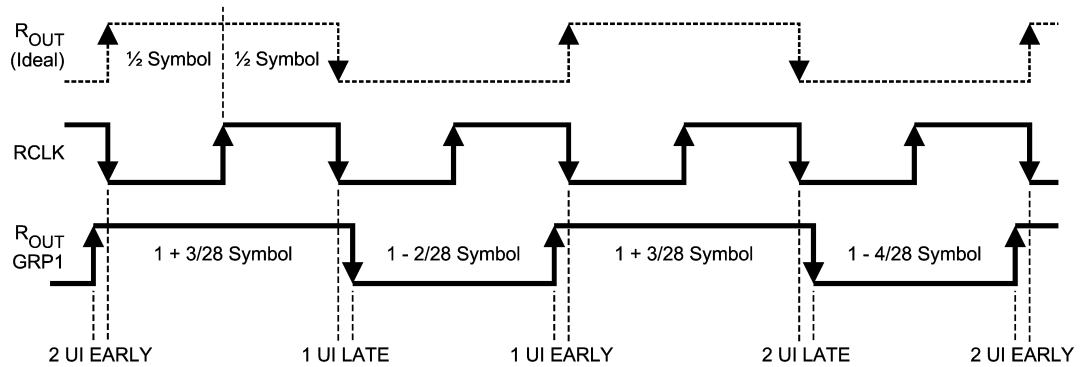 R OUT
(Ideal)
½ Symbol ½ Symbol
RCLK
R OUT
GRP1
1 + 3/28 Symbol 1 - 2/28 Symbol 1 + 3/28 Symbol 1 - 4/28 Symbol
2 UI EARLY 1 UI LATE 1 UI EARLY 2 UI LATE 2 UI EARLY